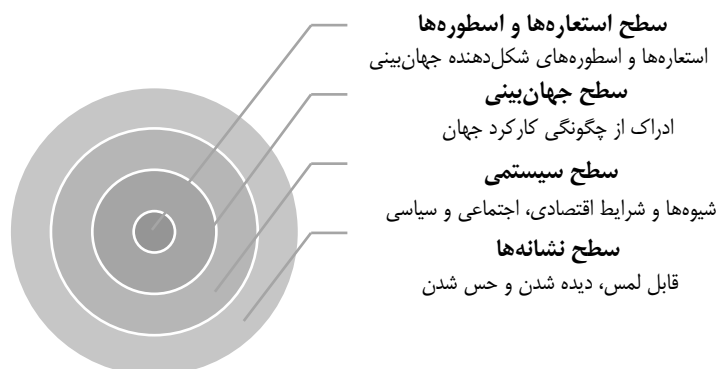 سطح استعاره‌ها و اسطوره‌ها
استعاره‌ها و اسطوره‌های شکل‌دهنده جهان‌بینی
سطح جهان‌بینی
ادراک از چگونگی کارکرد جهان
سطح سیستمی
شیوه‌ها و شرایط اقتصادی، اجتماعی و سیاسی
سطح نشانه‌ها
قابل لمس، دیده شدن و حس شدن